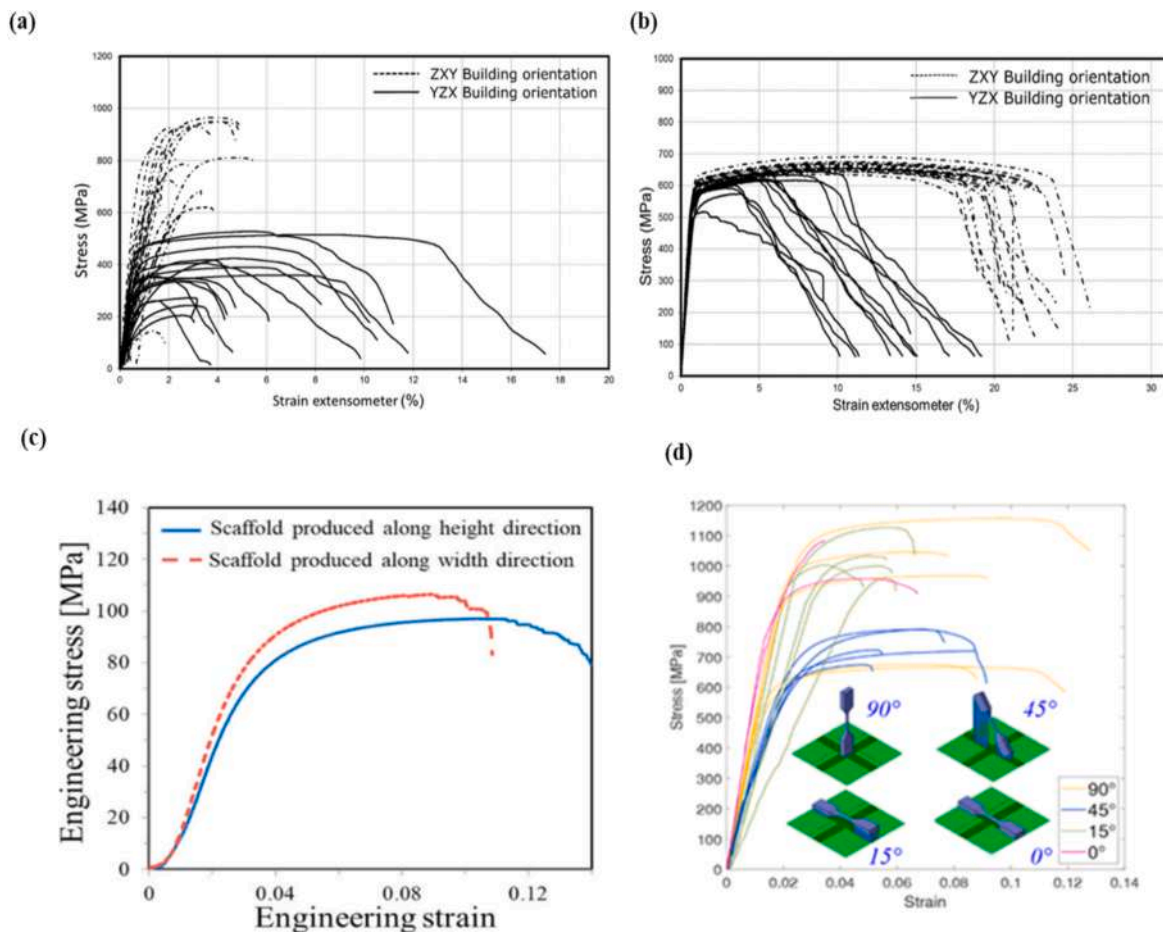 (a)
1200
1000
800
600
400
200
0
Stress (MPa)
ZXY Building orientation
YZX Building orientation
0 2 4 6 8 10 12 14 16 18 20
Strain extensometer (%)
(b)
1000
900
800
700
600
500
400
300
200
100
0
Stress (MPa)
ZXY Building orientation
YZX Building orientation
0 5 10 15 20 25 30
Strain extensometer (%)
(c)
140
120
100
80
60
40
20
0
Engineering stress [MPa]
Scaffold produced along height direction
Scaffold produced along width direction
0 0.04 0.08 0.12
Engineering strain
(d)
1200
1100
1000
900
800
700
600
500
400
300
200
100
0
Stress [MPa]
90°
45°
15°
0°
90°
45°
15°
0°
0 0.02 0.04 0.06 0.08 0.1 0.12 0.14
Strain